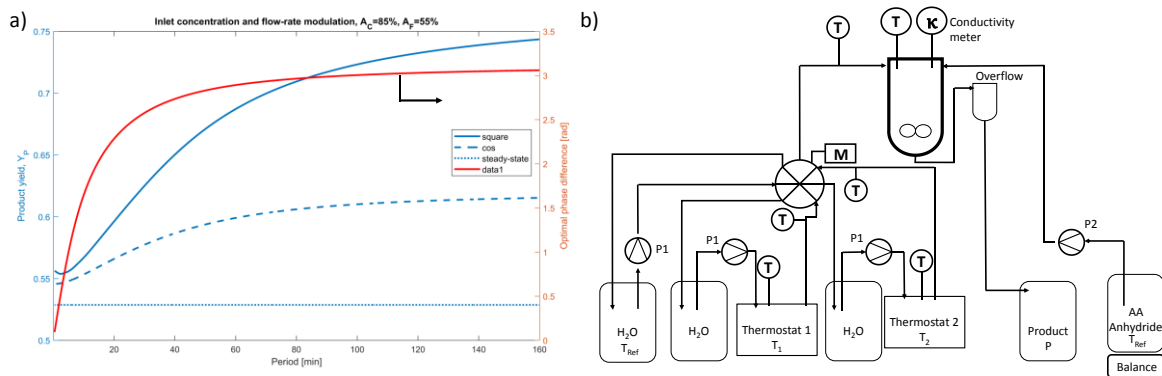 a)
Inlet concentration and flow-rate modulation, A_C=85%, A_F=55%
Product yield, Y_P
0.75
0.7
0.65
0.6
0.55
0.5
3.5
3
2.5
2
1.5
1
0.5
0
Optimal phase difference [rad]
square
cos
steady-state
data1
20
40
60
80
100
120
140
160
Period [min]
b)
T
T
κ
Conductivity
meter
Overflow
M
T
T
P1
P1
T
P1
T
P2
H₂O
T_Ref
H₂O
Thermostat 1
T₁
H₂O
Thermostat 2
T₂
Product
P
AA
Anhydride
T_Ref
Balance